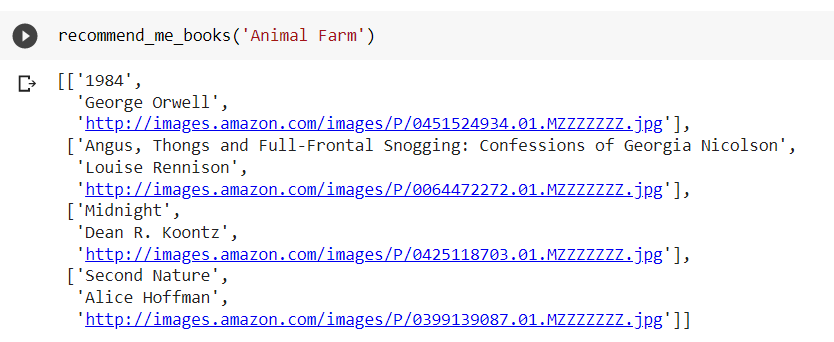 recommend_me_books('Animal Farm')
[['1984',
'George Orwell',
'http://images.amazon.com/images/P/0451524934.01.MZZZZZZZ.jpg'],
['Angus, Thongs and Full-Frontal Snogging: Confessions of Georgia Nicolson',
'Louise Rennison',
'http://images.amazon.com/images/P/0064472272.01.MZZZZZZZ.jpg'],
['Midnight',
'Dean R. Koontz',
'http://images.amazon.com/images/P/0425118703.01.MZZZZZZZ.jpg'],
['Second Nature',
'Alice Hoffman',
'http://images.amazon.com/images/P/0399139087.01.MZZZZZZZ.jpg']]